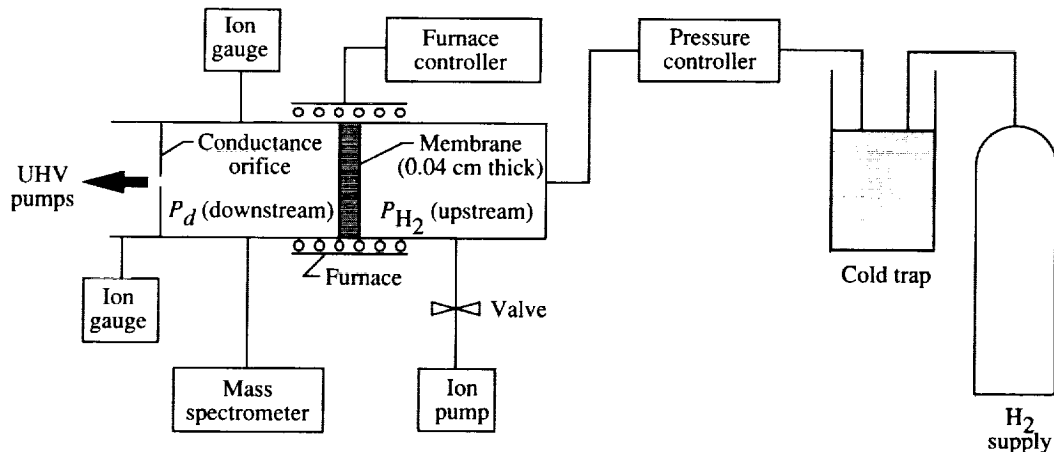 Ion
gauge
Furnace
controller
Pressure
controller
Conductance
orifice
Membrane
(0.04 cm thick)
UHV
pumps
P_d (downstream)
P_H2 (upstream)
Furnace
Cold trap
Ion
gauge
Valve
Mass
spectrometer
Ion
pump
H2
supply